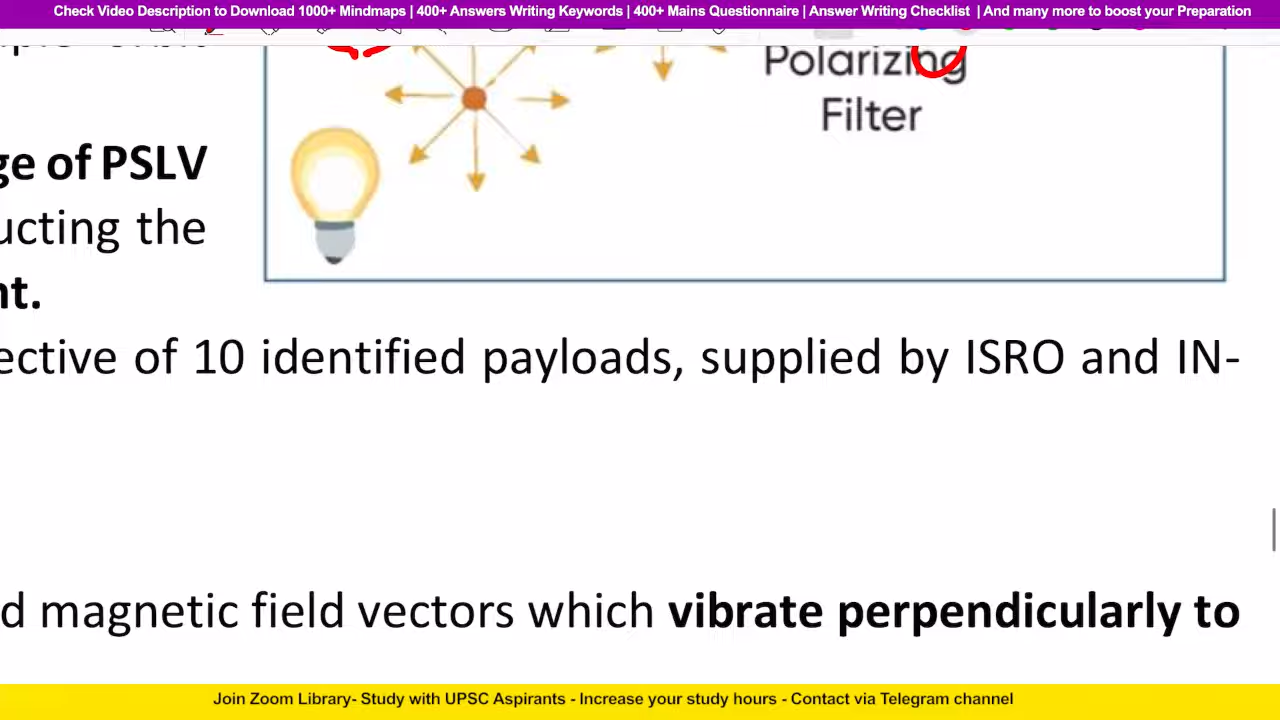 Check Video Description to Download 1000+ Mindmaps | 400+ Answers Writing Keywords | 400+ Mains Questionnaire | Answer Writing Checklist | And many more to boost your Preparation
Polarizing
Filter
ge of PSLV
ucting the
nt.
ective of 10 identified payloads, supplied by ISRO and IN-
d magnetic field vectors which vibrate perpendicularly to
Join Zoom Library- Study with UPSC Aspirants - Increase your study hours - Contact via Telegram channel